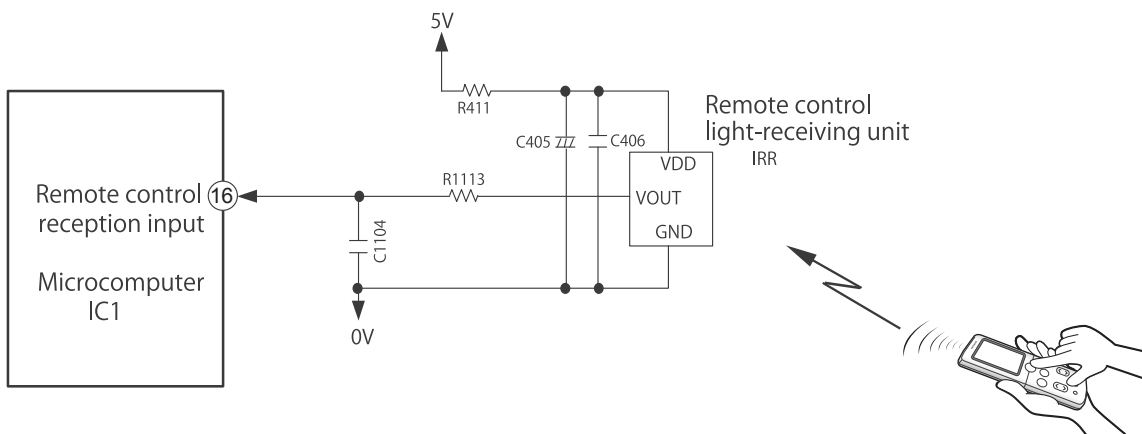 5V
R411
C405
C406
Remote control
light-receiving unit
IRR
VDD
VOUT
GND
R1113
C1104
0V
Remote control
reception input
16
Microcomputer
IC1